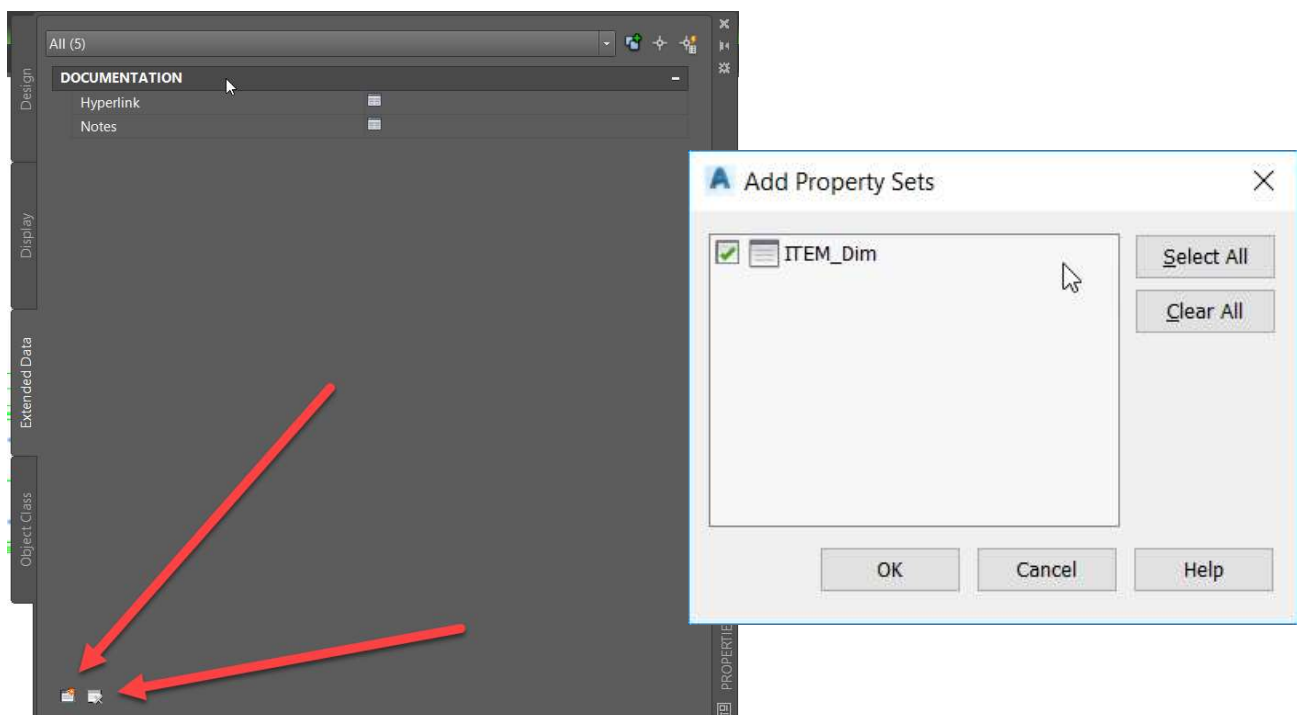 All (5)
DOCUMENTATION
Hyperlink
Notes
Design
Display
Extended Data
Object Class
Add Property Sets
ITEM_Dim
Select All
Clear All
OK
Cancel
Help